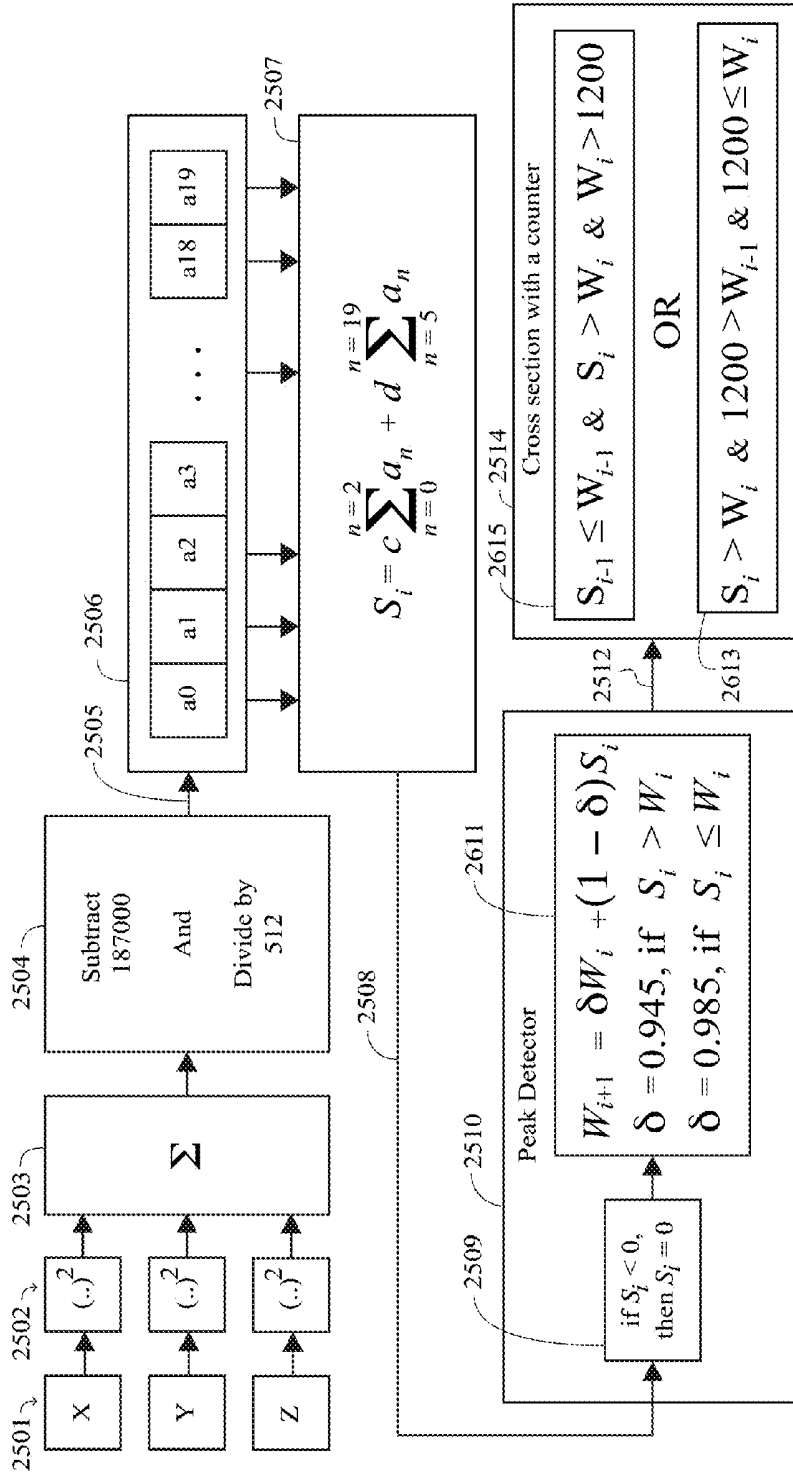 2501
X
Y
Z
2502
(..)²
(..)²
(..)²
2503
Σ
2504
Subtract
187000
And
Divide by
512
2505
2506
a0 a1 a2 a3 . . . a18 a19
2507
n = 2 n = 19
S_i = c Σ a_n + d Σ a_n
n = 0 n = 5
2508
2510
Peak Detector
2509
if S_i < 0,
then S_i = 0
2611
W_{i+1} = δW_i + (1 − δ)S_i
δ = 0.945, if S_i > W_i
δ = 0.985, if S_i ≤ W_i
2512
2514
Cross section with a counter
2615
S_{i-1} ≤ W_{i-1} & S_i > W_i & W_i > 1200
OR
2613
S_i > W_i & 1200 > W_{i-1} & 1200 ≤ W_i